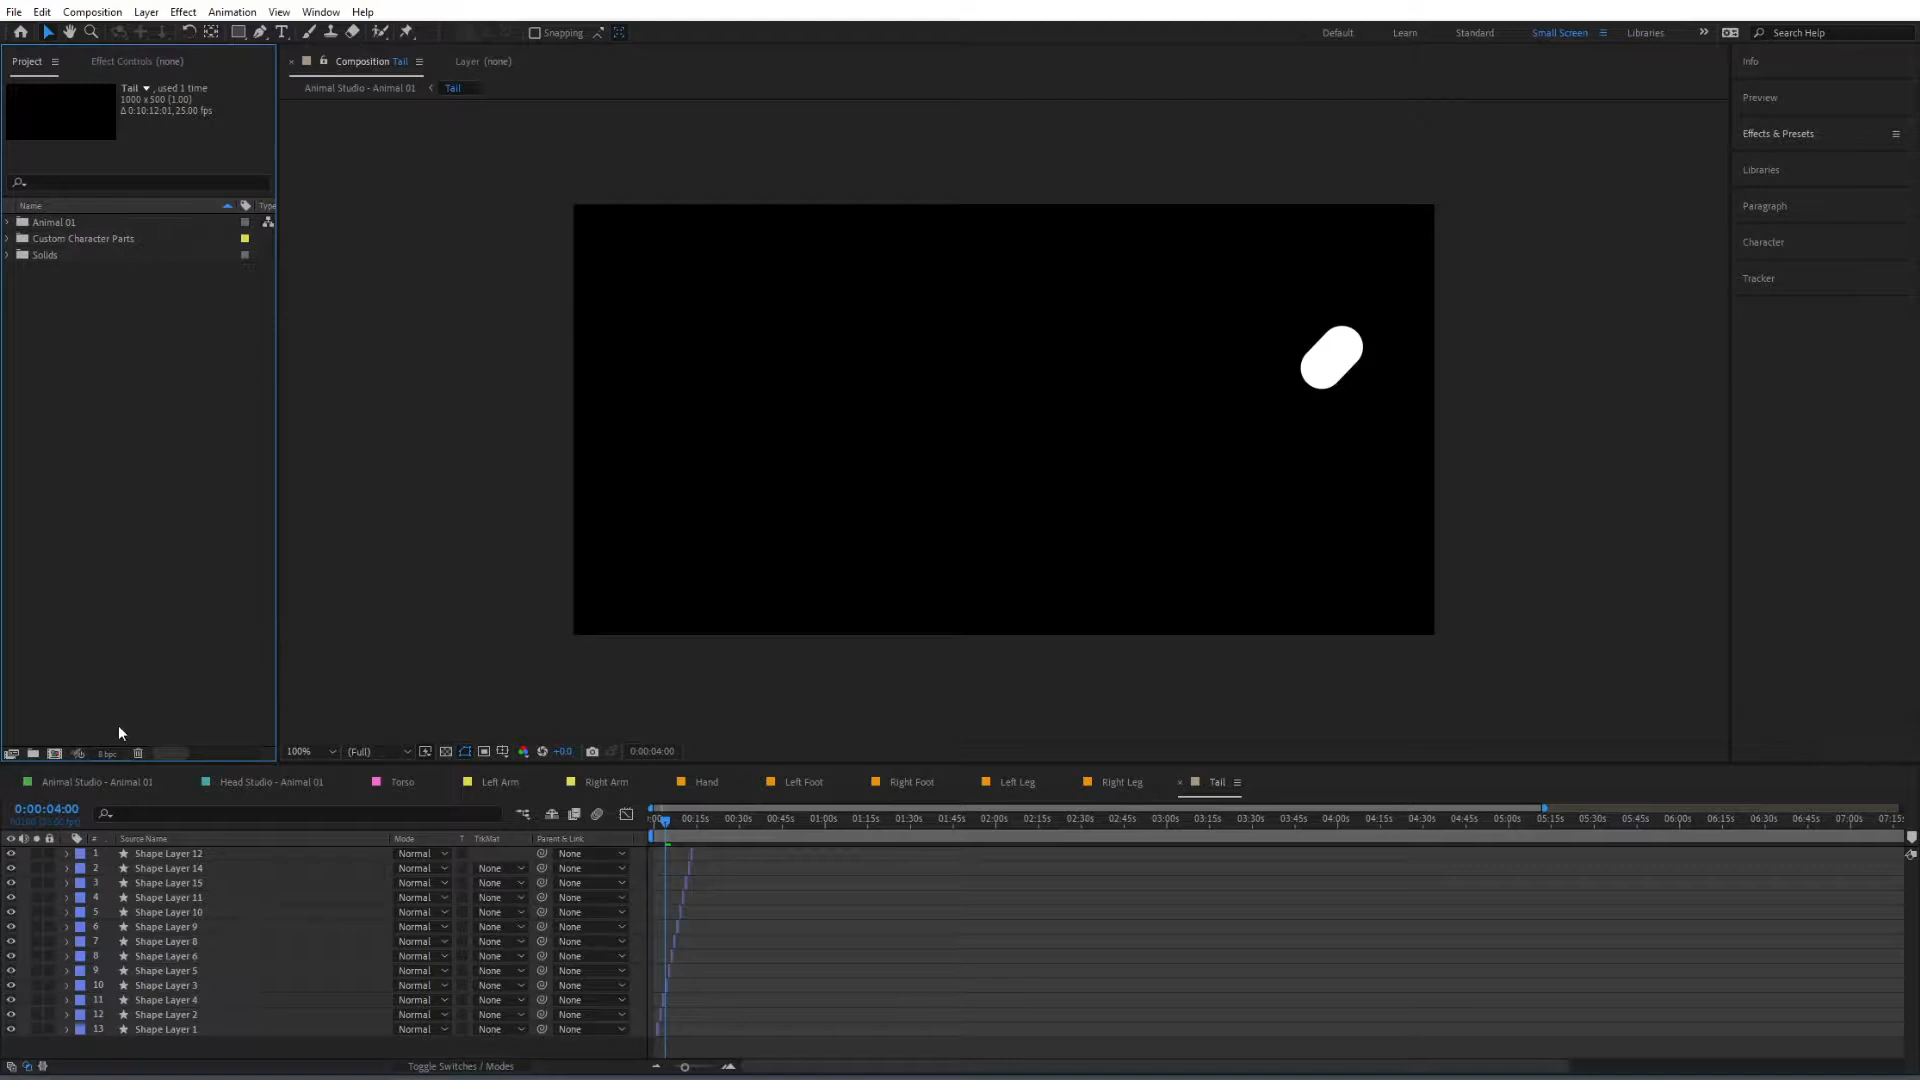 File Edit Composition Layer Effect Animation View Window Help
Snapping Default Learn Standard Small Screen Libraries Search Help
Project Effect Controls (none) Composition Tail Layer (none) Info
Animal Studio - Animal 01 Tail
Tail , used 1 time
1000 x 500 (1.00)
Δ 0:10:12:01, 25.00 fps
Preview
Effects & Presets
Libraries
Paragraph
Character
Tracker
Name Type
Animal 01
Custom Character Parts
Solids
8 bpc
100% (Full) +0.0 0:00:04:00
Animal Studio - Animal 01 Head Studio - Animal 01 Torso Left Arm Right Arm Hand Left Foot Right Foot Left Leg Right Leg Tail
0:00:04:00
00:15s 00:30s 00:45s 01:00s 01:15s 01:30s 01:45s 02:00s 02:15s 02:30s 02:45s 03:00s 03:15s 03:30s 03:45s 04:00s 04:15s 04:30s 04:45s 05:00s 05:15s 05:30s 05:45s 06:00s 06:15s 06:30s 06:45s 07:00s 07:15s
# Source Name Mode T TrkMat Parent & Link
1 Shape Layer 12 Normal None
2 Shape Layer 14 Normal None None
3 Shape Layer 15 Normal None None
4 Shape Layer 11 Normal None None
5 Shape Layer 10 Normal None None
6 Shape Layer 9 Normal None None
7 Shape Layer 8 Normal None None
8 Shape Layer 6 Normal None None
9 Shape Layer 5 Normal None None
10 Shape Layer 3 Normal None None
11 Shape Layer 4 Normal None None
12 Shape Layer 2 Normal None None
13 Shape Layer 1 Normal None None
Toggle Switches / Modes